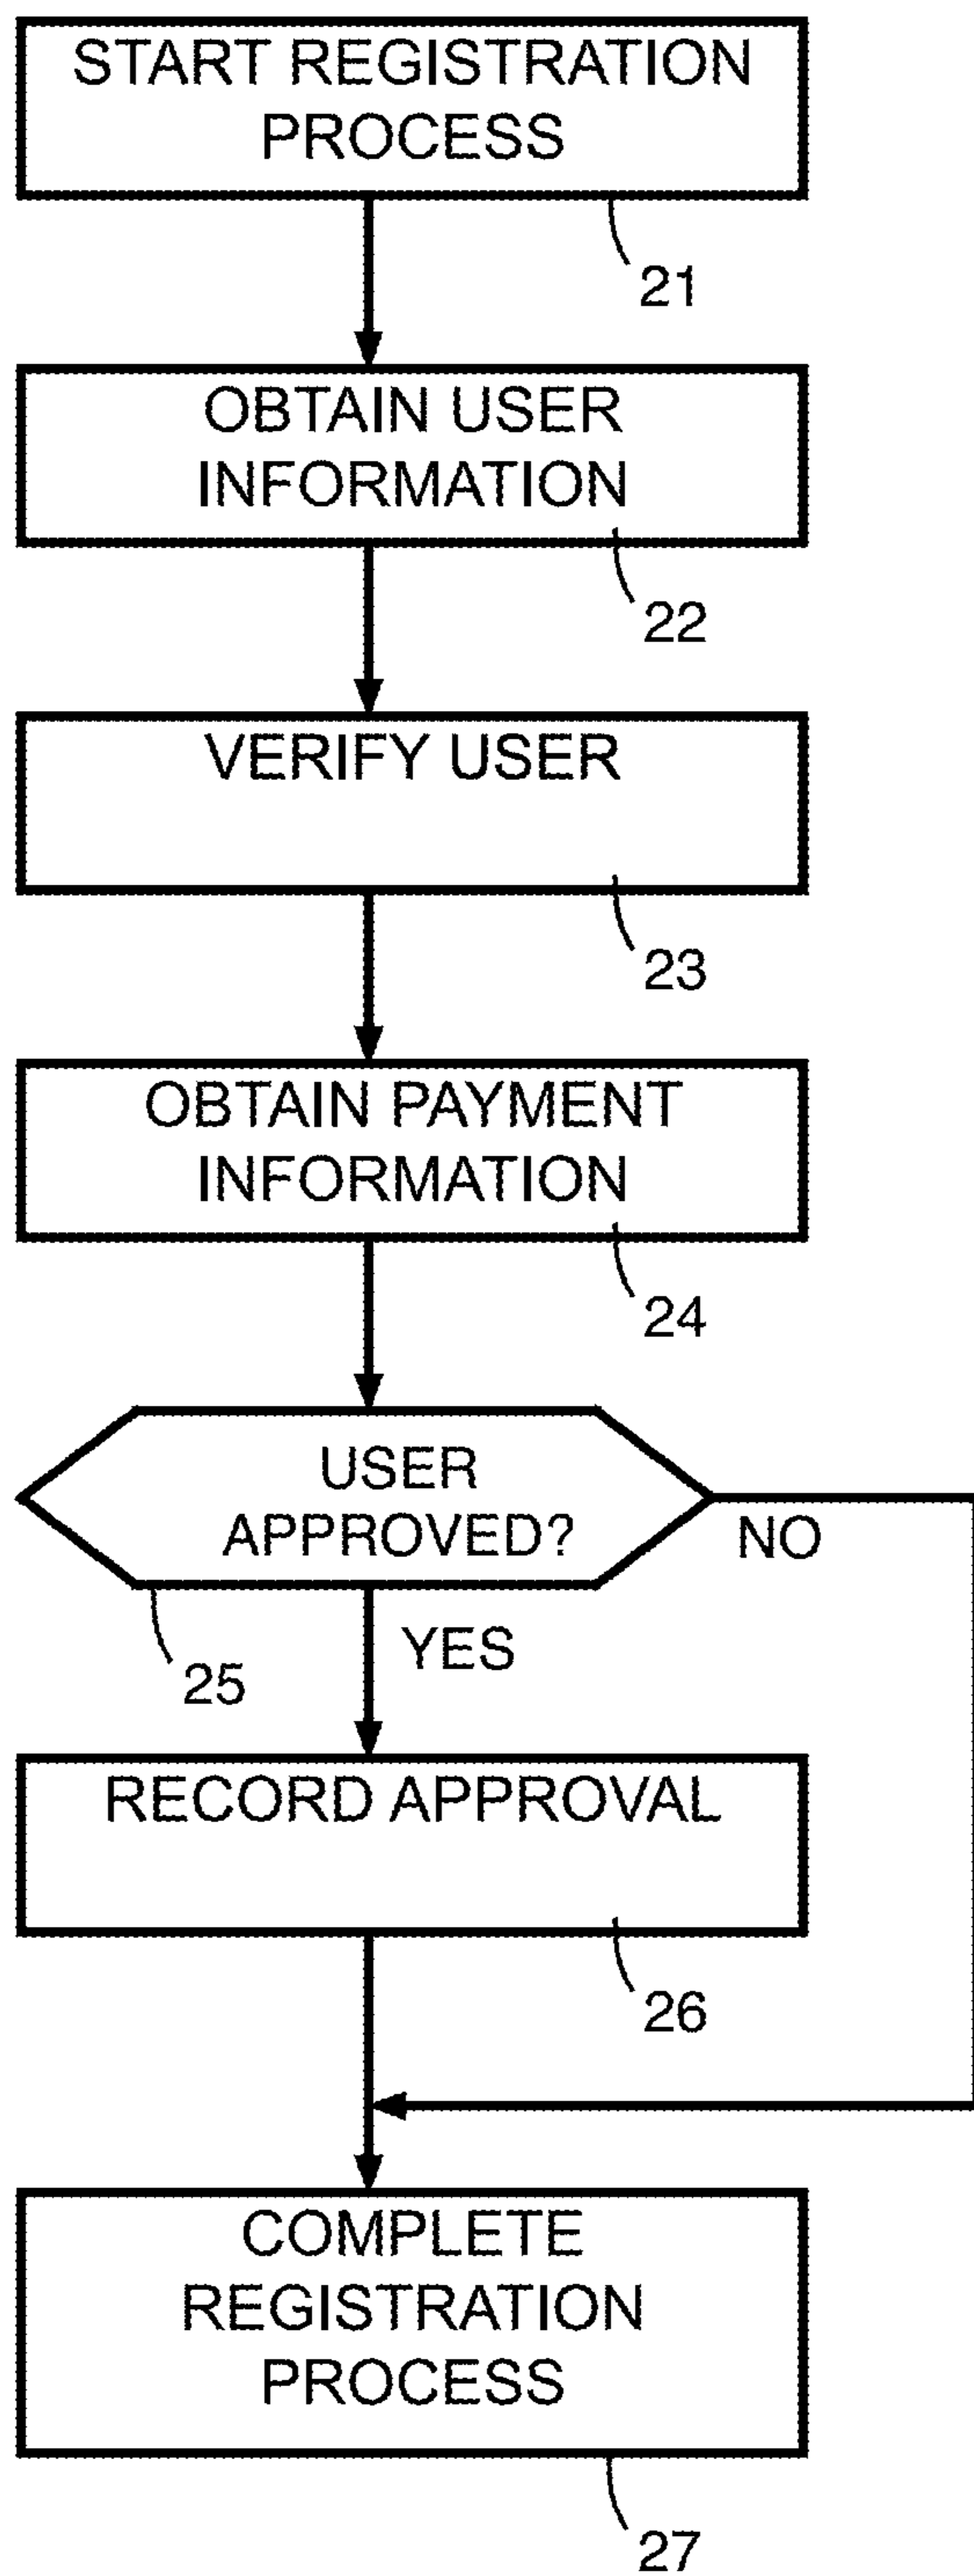 START REGISTRATION
PROCESS
21
OBTAIN USER
INFORMATION
22
VERIFY USER
23
OBTAIN PAYMENT
INFORMATION
24
USER
APPROVED?
NO
YES
25
RECORD APPROVAL
26
COMPLETE
REGISTRATION
PROCESS
27